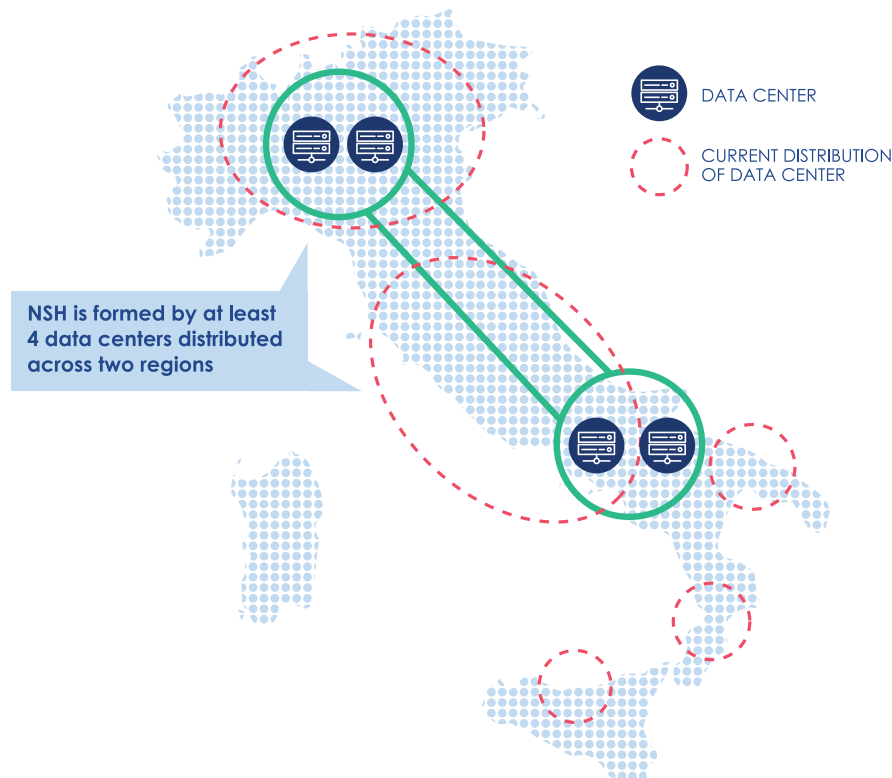 DATA CENTER
CURRENT DISTRIBUTION
OF DATA CENTER
NSH is formed by at least
4 data centers distributed
across two regions